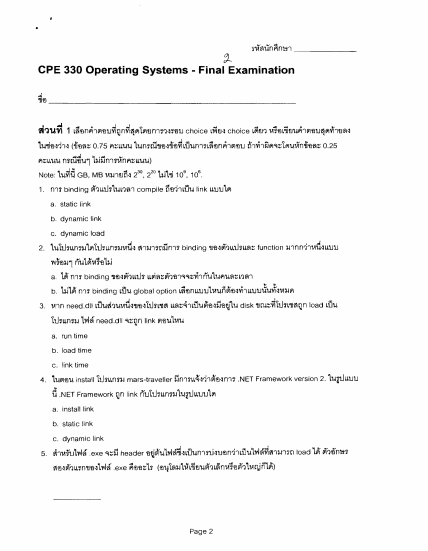 รหัสนักศึกษา
2
CPE 330 Operating Systems - Final Examination
ชื่อ
ส่วนที่ 1 เลือกคำตอบที่ถูกที่สุดโดยการวงรอบ choice เพียง choice เดียว หรือเขียนคำตอบสุดท้ายลง
ในช่องว่าง (ข้อละ 0.75 คะแนน ในกรณีของข้อที่เป็นการเลือกคำตอบ ถ้าทำผิดจะโดนหักข้อละ 0.25
คะแนน กรณีอื่นๆ ไม่มีการหักคะแนน)
Note: ในที่นี้ GB, MB หมายถึง 2³⁰, 2²⁰ ไม่ใช่ 10⁹, 10⁶.
1. การ binding ตัวแปรในเวลา compile ถือว่าเป็น link แบบใด
a. static link
b. dynamic link
c. dynamic load
2. ในโปรแกรมใดโปรแกรมหนึ่ง สามารถมีการ binding ของตัวแปรและ function มากกว่าหนึ่งแบบ
พร้อมๆ กันได้หรือไม่
a. ได้ การ binding ของตัวแปร แต่ละตัวอาจจะทำกันในคนละเวลา
b. ไม่ได้ การ binding เป็น global option เลือกแบบไหนก็ต้องทำแบบนั้นทั้งหมด
3. หาก need.dll เป็นส่วนหนึ่งของโปรเซส และจำเป็นต้องมีอยู่ใน disk ขณะที่โปรเซสถูก load เป็น
โปรแกรม ไฟล์ need.dll จะถูก link ตอนไหน
a. run time
b. load time
c. link time
4. ในตอน install โปรแกรม mars-traveller มีการแจ้งว่าต้องการ .NET Framework version 2. ในรูปแบบ
นี้ .NET Framework ถูก link กับโปรแกรมในรูปแบบใด
a. install link
b. static link
c. dynamic link
5. สำหรับไฟล์ .exe จะมี header อยู่ต้นไฟล์ซึ่งเป็นการบ่งบอกว่าเป็นไฟล์ที่สามารถ load ได้ ตัวอักษร
สองตัวแรกของไฟล์ .exe คืออะไร (อนุโลมให้เขียนตัวเล็กหรือตัวใหญ่ก็ได้)
Page 2